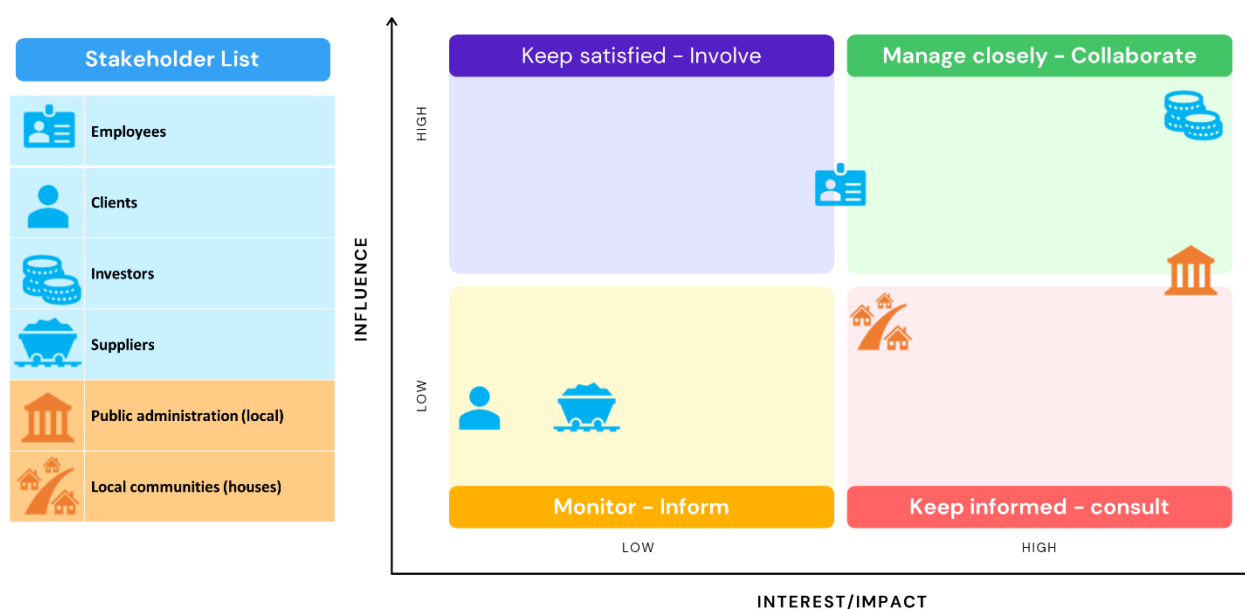 Stakeholder List
Employees
Clients
Investors
Suppliers
Public administration (local)
Local communities (houses)
INFLUENCE
HIGH
LOW
Keep satisfied - Involve
Manage closely - Collaborate
Monitor - Inform
Keep informed - consult
LOW
HIGH
INTEREST/IMPACT